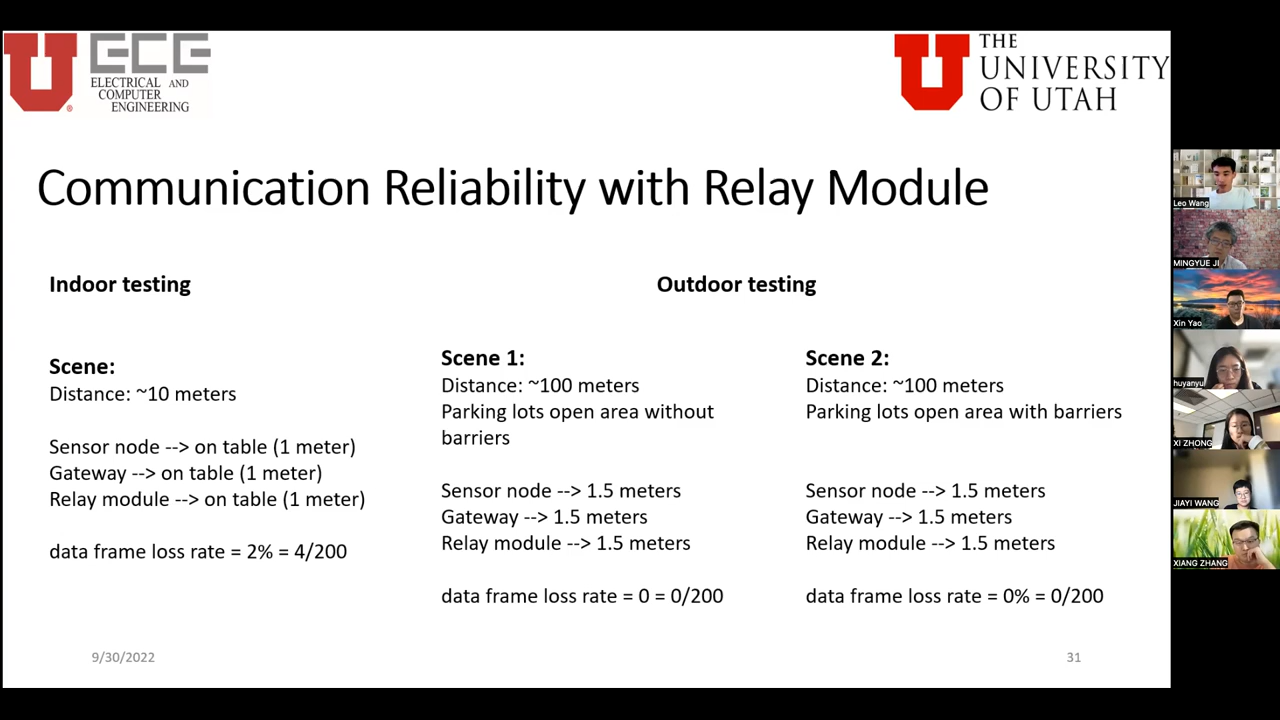 ECE
ELECTRICAL AND
COMPUTER
ENGINEERING
THE
UNIVERSITY
OF UTAH
Communication Reliability with Relay Module
Indoor testing
Scene:
Distance: ~10 meters
Sensor node --> on table (1 meter)
Gateway --> on table (1 meter)
Relay module --> on table (1 meter)
data frame loss rate = 2% = 4/200
Outdoor testing
Scene 1:
Distance: ~100 meters
Parking lots open area without
barriers
Sensor node --> 1.5 meters
Gateway --> 1.5 meters
Relay module --> 1.5 meters
data frame loss rate = 0 = 0/200
Scene 2:
Distance: ~100 meters
Parking lots open area with barriers
Sensor node --> 1.5 meters
Gateway --> 1.5 meters
Relay module --> 1.5 meters
data frame loss rate = 0% = 0/200
9/30/2022
31
Leo Wang
MINGYUE JI
Xin Yao
huyanyu
XI ZHONG
JIAYI WANG
XIANG ZHANG